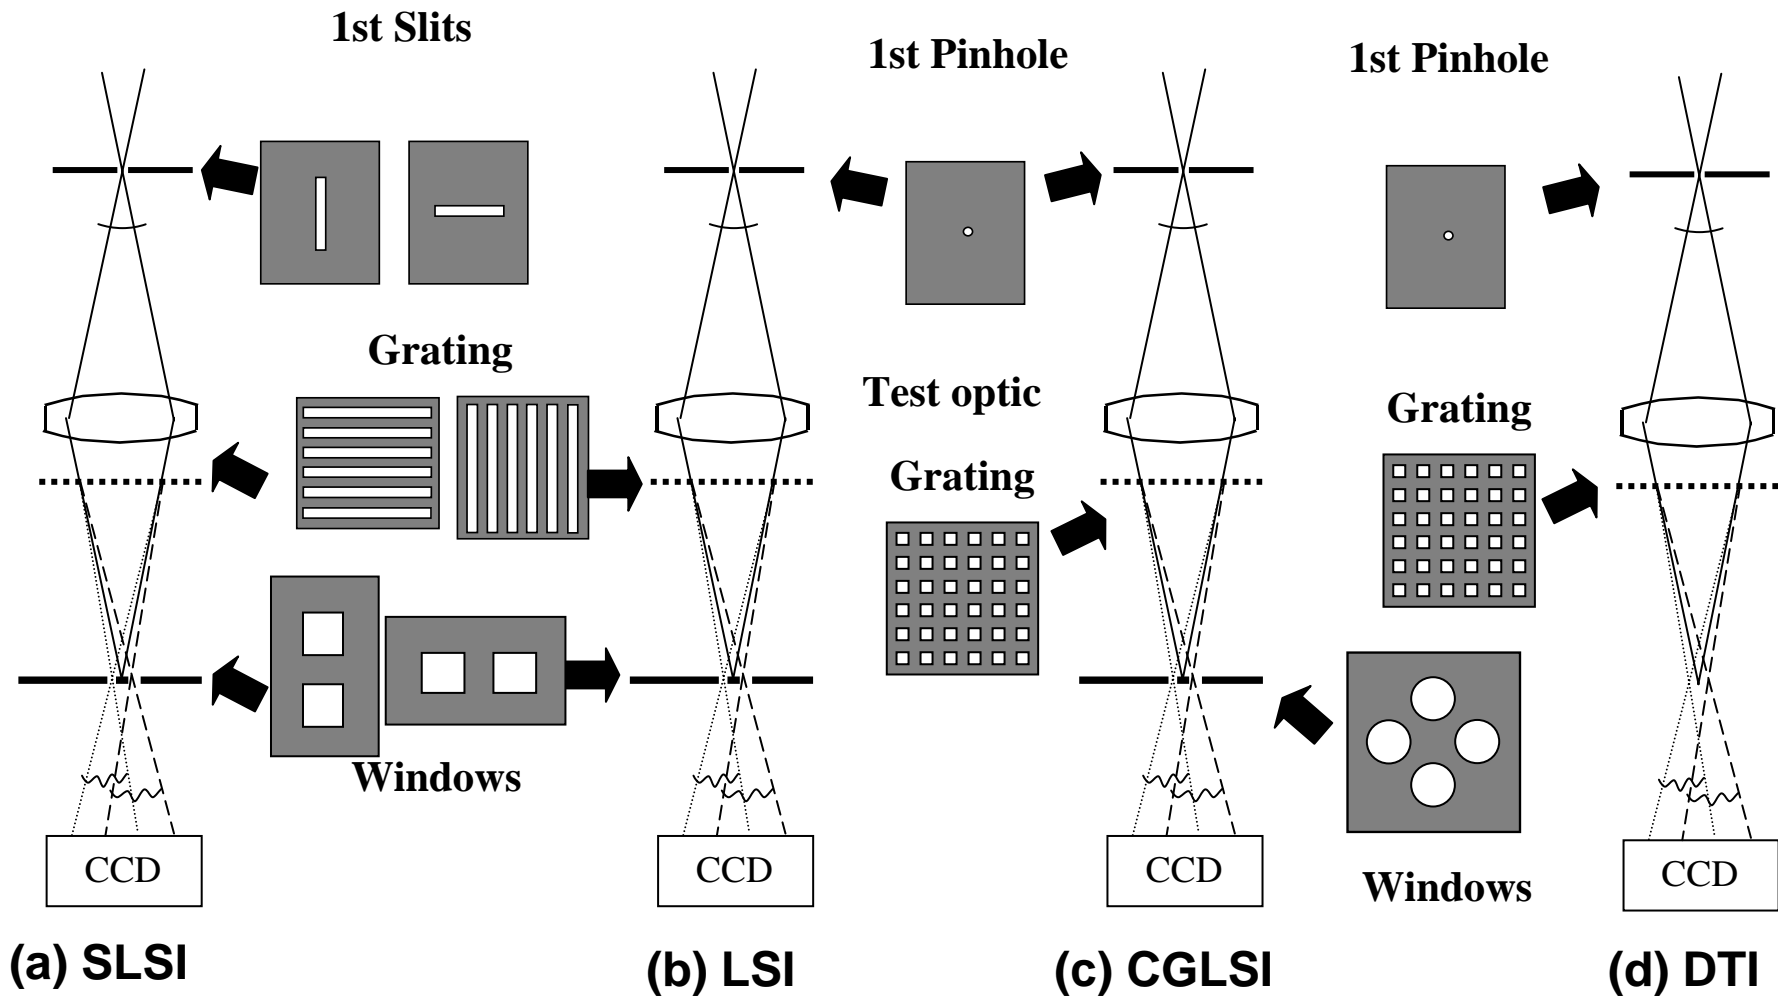 1st Slits
1st Pinhole
1st Pinhole
Grating
Test optic
Grating
Grating
Windows
Windows
CCD
CCD
CCD
CCD
(a) SLSI
(b) LSI
(c) CGLSI
(d) DTI